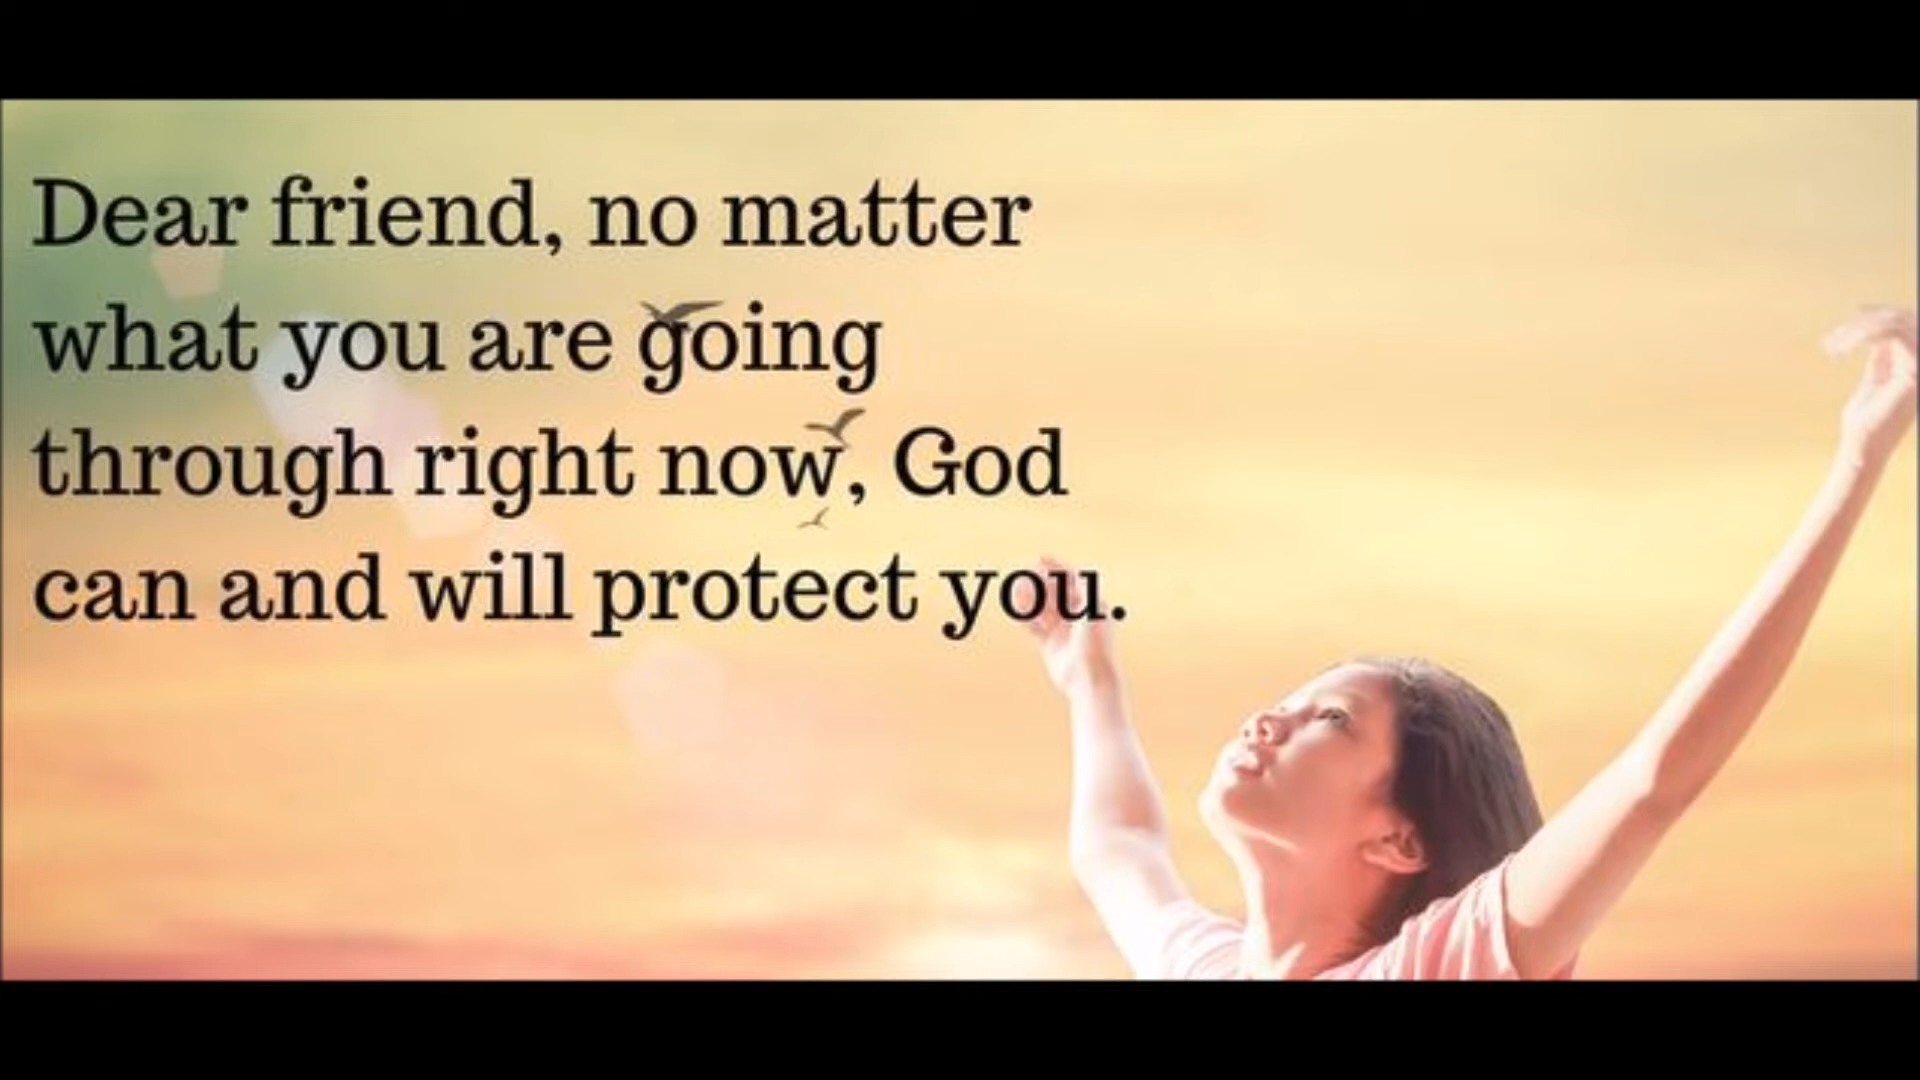 Dear friend, no matter
what you are going
through right now, God
can and will protect you.